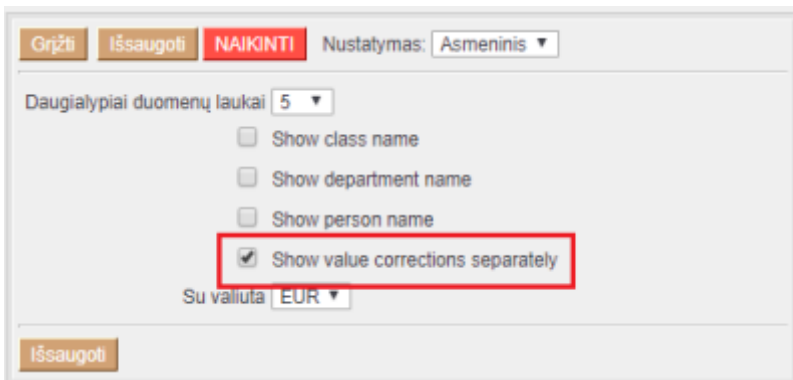 Grįžti Išsaugoti NAIKINTI Nustatymas: Asmeninis
Daugialypiai duomenų laukai 5
Show class name
Show department name
Show person name
Show value corrections separately
Su valiuta EUR
Išsaugoti